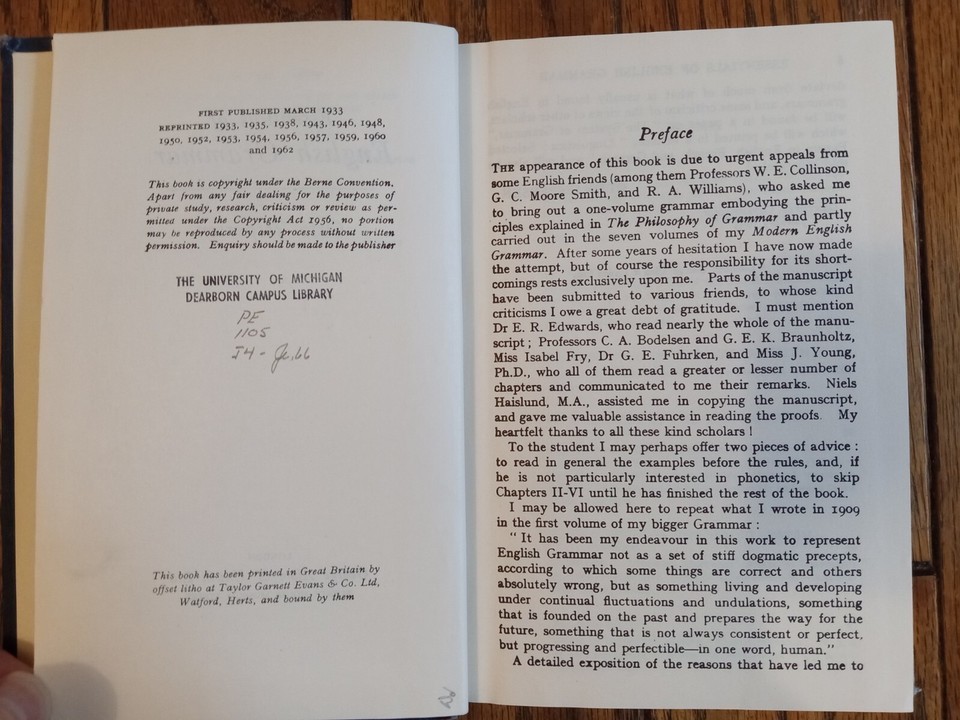 FIRST PUBLISHED MARCH 1933
REPRINTED 1933, 1935, 1938, 1943, 1946, 1948,
1950, 1952, 1953, 1954, 1956, 1957, 1959, 1960
and 1962
This book is copyright under the Berne Convention.
Apart from any fair dealing for the purposes of
private study, research, criticism or review as per-
mitted under the Copyright Act 1956, no portion
may be reproduced by any process without written
permission. Enquiry should be made to the publisher
THE UNIVERSITY OF MICHIGAN
DEARBORN CAMPUS LIBRARY
PE
1105
J4
This book has been printed in Great Britain by
offset litho at Taylor Garnett Evans & Co. Ltd,
Watford, Herts, and bound by them
Preface
THE appearance of this book is due to urgent appeals from
some English friends (among them Professors W. E. Collinson,
G. C. Moore Smith, and R. A. Williams), who asked me
to bring out a one-volume grammar embodying the prin-
ciples explained in The Philosophy of Grammar and partly
carried out in the seven volumes of my Modern English
Grammar. After some years of hesitation I have now made
the attempt, but of course the responsibility for its short-
comings rests exclusively upon me. Parts of the manuscript
have been submitted to various friends, to whose kind
criticisms I owe a great debt of gratitude. I must mention
Dr E. R. Edwards, who read nearly the whole of the manu-
script ; Professors C. A. Bodelsen and G. E. K. Braunholtz,
Miss Isabel Fry, Dr G. E. Fuhrken, and Miss J. Young,
Ph.D., who all of them read a greater or lesser number of
chapters and communicated to me their remarks. Niels
Haislund, M.A., assisted me in copying the manuscript,
and gave me valuable assistance in reading the proofs. My
heartfelt thanks to all these kind scholars !
To the student I may perhaps offer two pieces of advice :
to read in general the examples before the rules, and, if
he is not particularly interested in phonetics, to skip
Chapters II-VI until he has finished the rest of the book.
I may be allowed here to repeat what I wrote in 1909
in the first volume of my bigger Grammar :
" It has been my endeavour in this work to represent
English Grammar not as a set of stiff dogmatic precepts,
according to which some things are correct and others
absolutely wrong, but as something living and developing
under continual fluctuations and undulations, something
that is founded on the past and prepares the way for the
future, something that is not always consistent or perfect,
but progressing and perfectible—in one word, human."
A detailed exposition of the reasons that have led me to